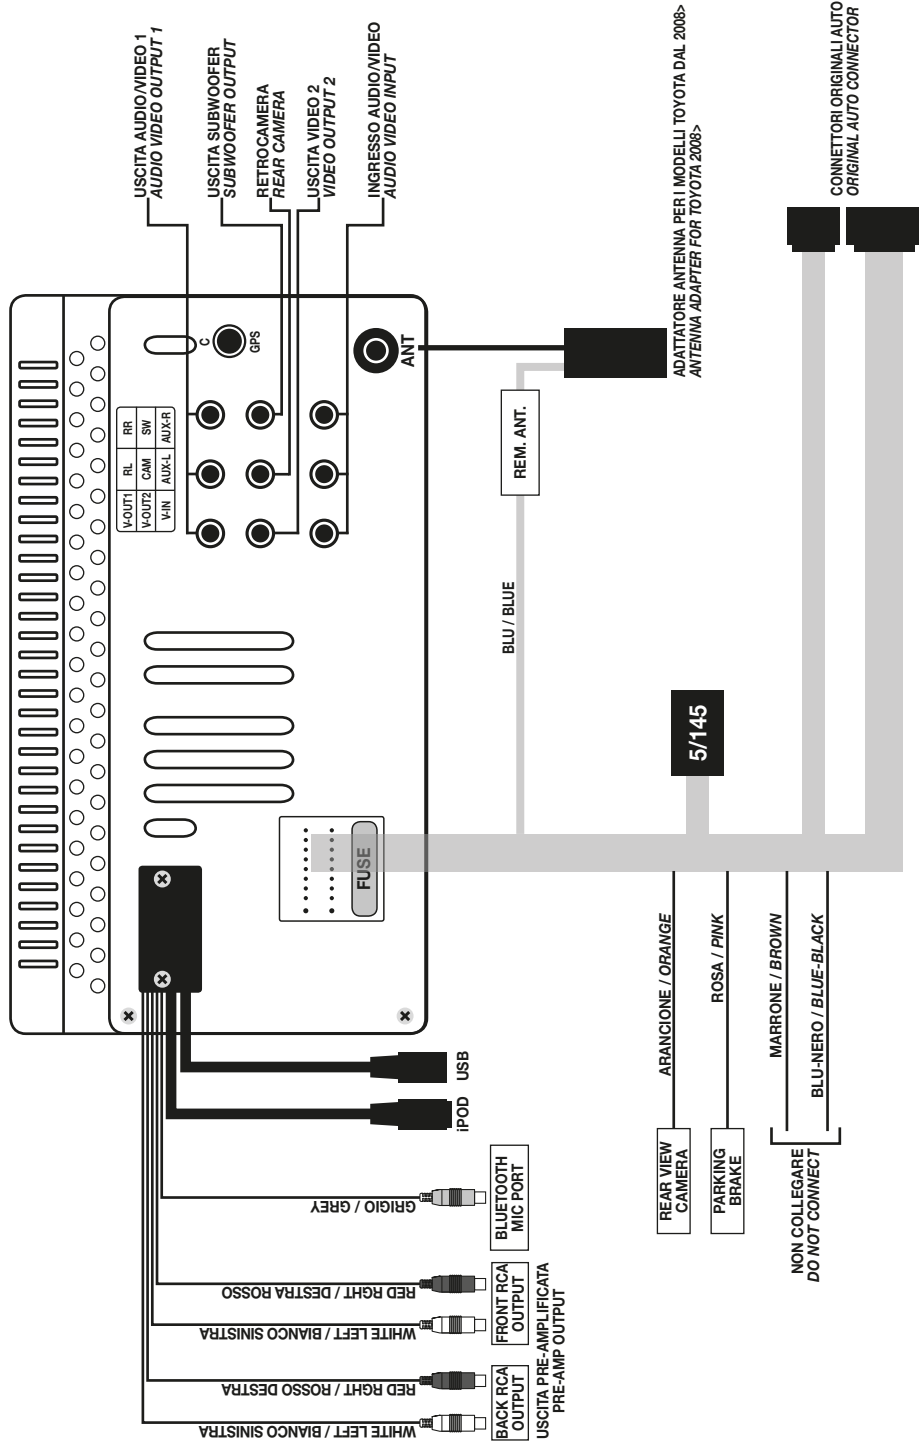 USCITA AUDIO/VIDEO 1
AUDIO VIDEO OUTPUT 1
USCITA SUBWOOFER
SUBWOOFER OUTPUT
RETROCAMERA
REAR CAMERA
USCITA VIDEO 2
VIDEO OUTPUT 2
INGRESSO AUDIO/VIDEO
AUDIO VIDEO INPUT
V-OUT1 RL RR
V-OUT2 CAM SW
V-IN AUX-L AUX-R
C
GPS
ANT
ADATTATORE ANTENNA PER I MODELLI TOYOTA DAL 2008>
ANTENNA ADAPTER FOR TOYOTA 2008>
CONNETTORI ORIGINALI AUTO
ORIGINAL AUTO CONNECTOR
REM. ANT.
BLU / BLUE
5/145
FUSE
ARANCIONE / ORANGE
REAR VIEW
CAMERA
ROSA / PINK
PARKING
BRAKE
MARRONE / BROWN
BLU-NERO / BLUE-BLACK
NON COLLEGARE
DO NOT CONNECT
USB
iPOD
GRIGIO / GREY
BLUETOOTH
MIC PORT
RED RGHT / DESTRA ROSSO
WHITE LEFT / BIANCO SINISTRA
FRONT RCA
OUTPUT
RED RGHT / ROSSO DESTRA
WHITE LEFT / BIANCO SINISTRA
BACK RCA
OUTPUT
USCITA PRE-AMPLIFICATA
PRE-AMP OUTPUT